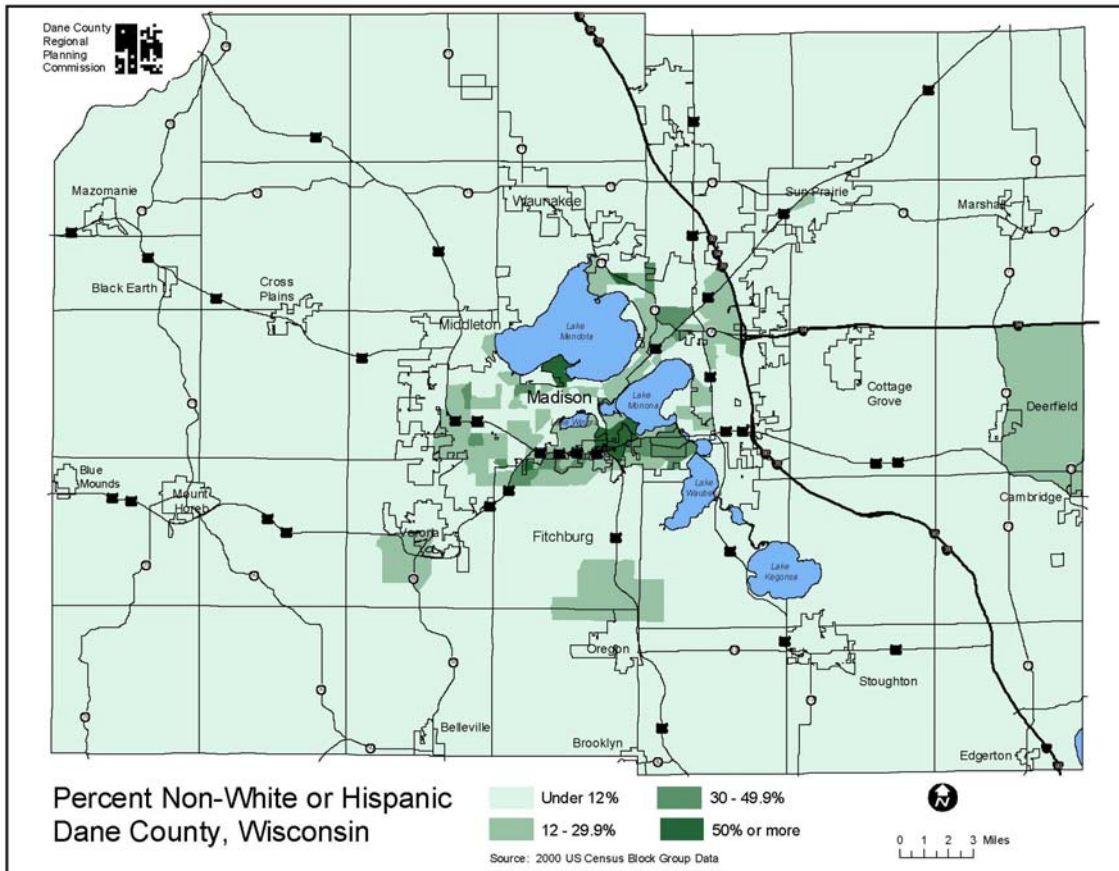 Dane County
Regional
Planning
Commission
Mazomanie
Waunakee
Sun Prairie
Marshall
Black Earth
Cross
Plains
Middleton
Lake
Mendota
Madison
Lake
Monona
Cottage
Grove
Deerfield
Blue
Mounds
Mount
Horeb
Lake
Waubesa
Cambridge
Verona
Fitchburg
Lake
Kegonsa
Oregon
Stoughton
Belleville
Brooklyn
Edgerton
Percent Non-White or Hispanic
Dane County, Wisconsin
Under 12%
12 - 29.9%
30 - 49.9%
50% or more
Source: 2000 US Census Block Group Data
N
0 1 2 3 Miles